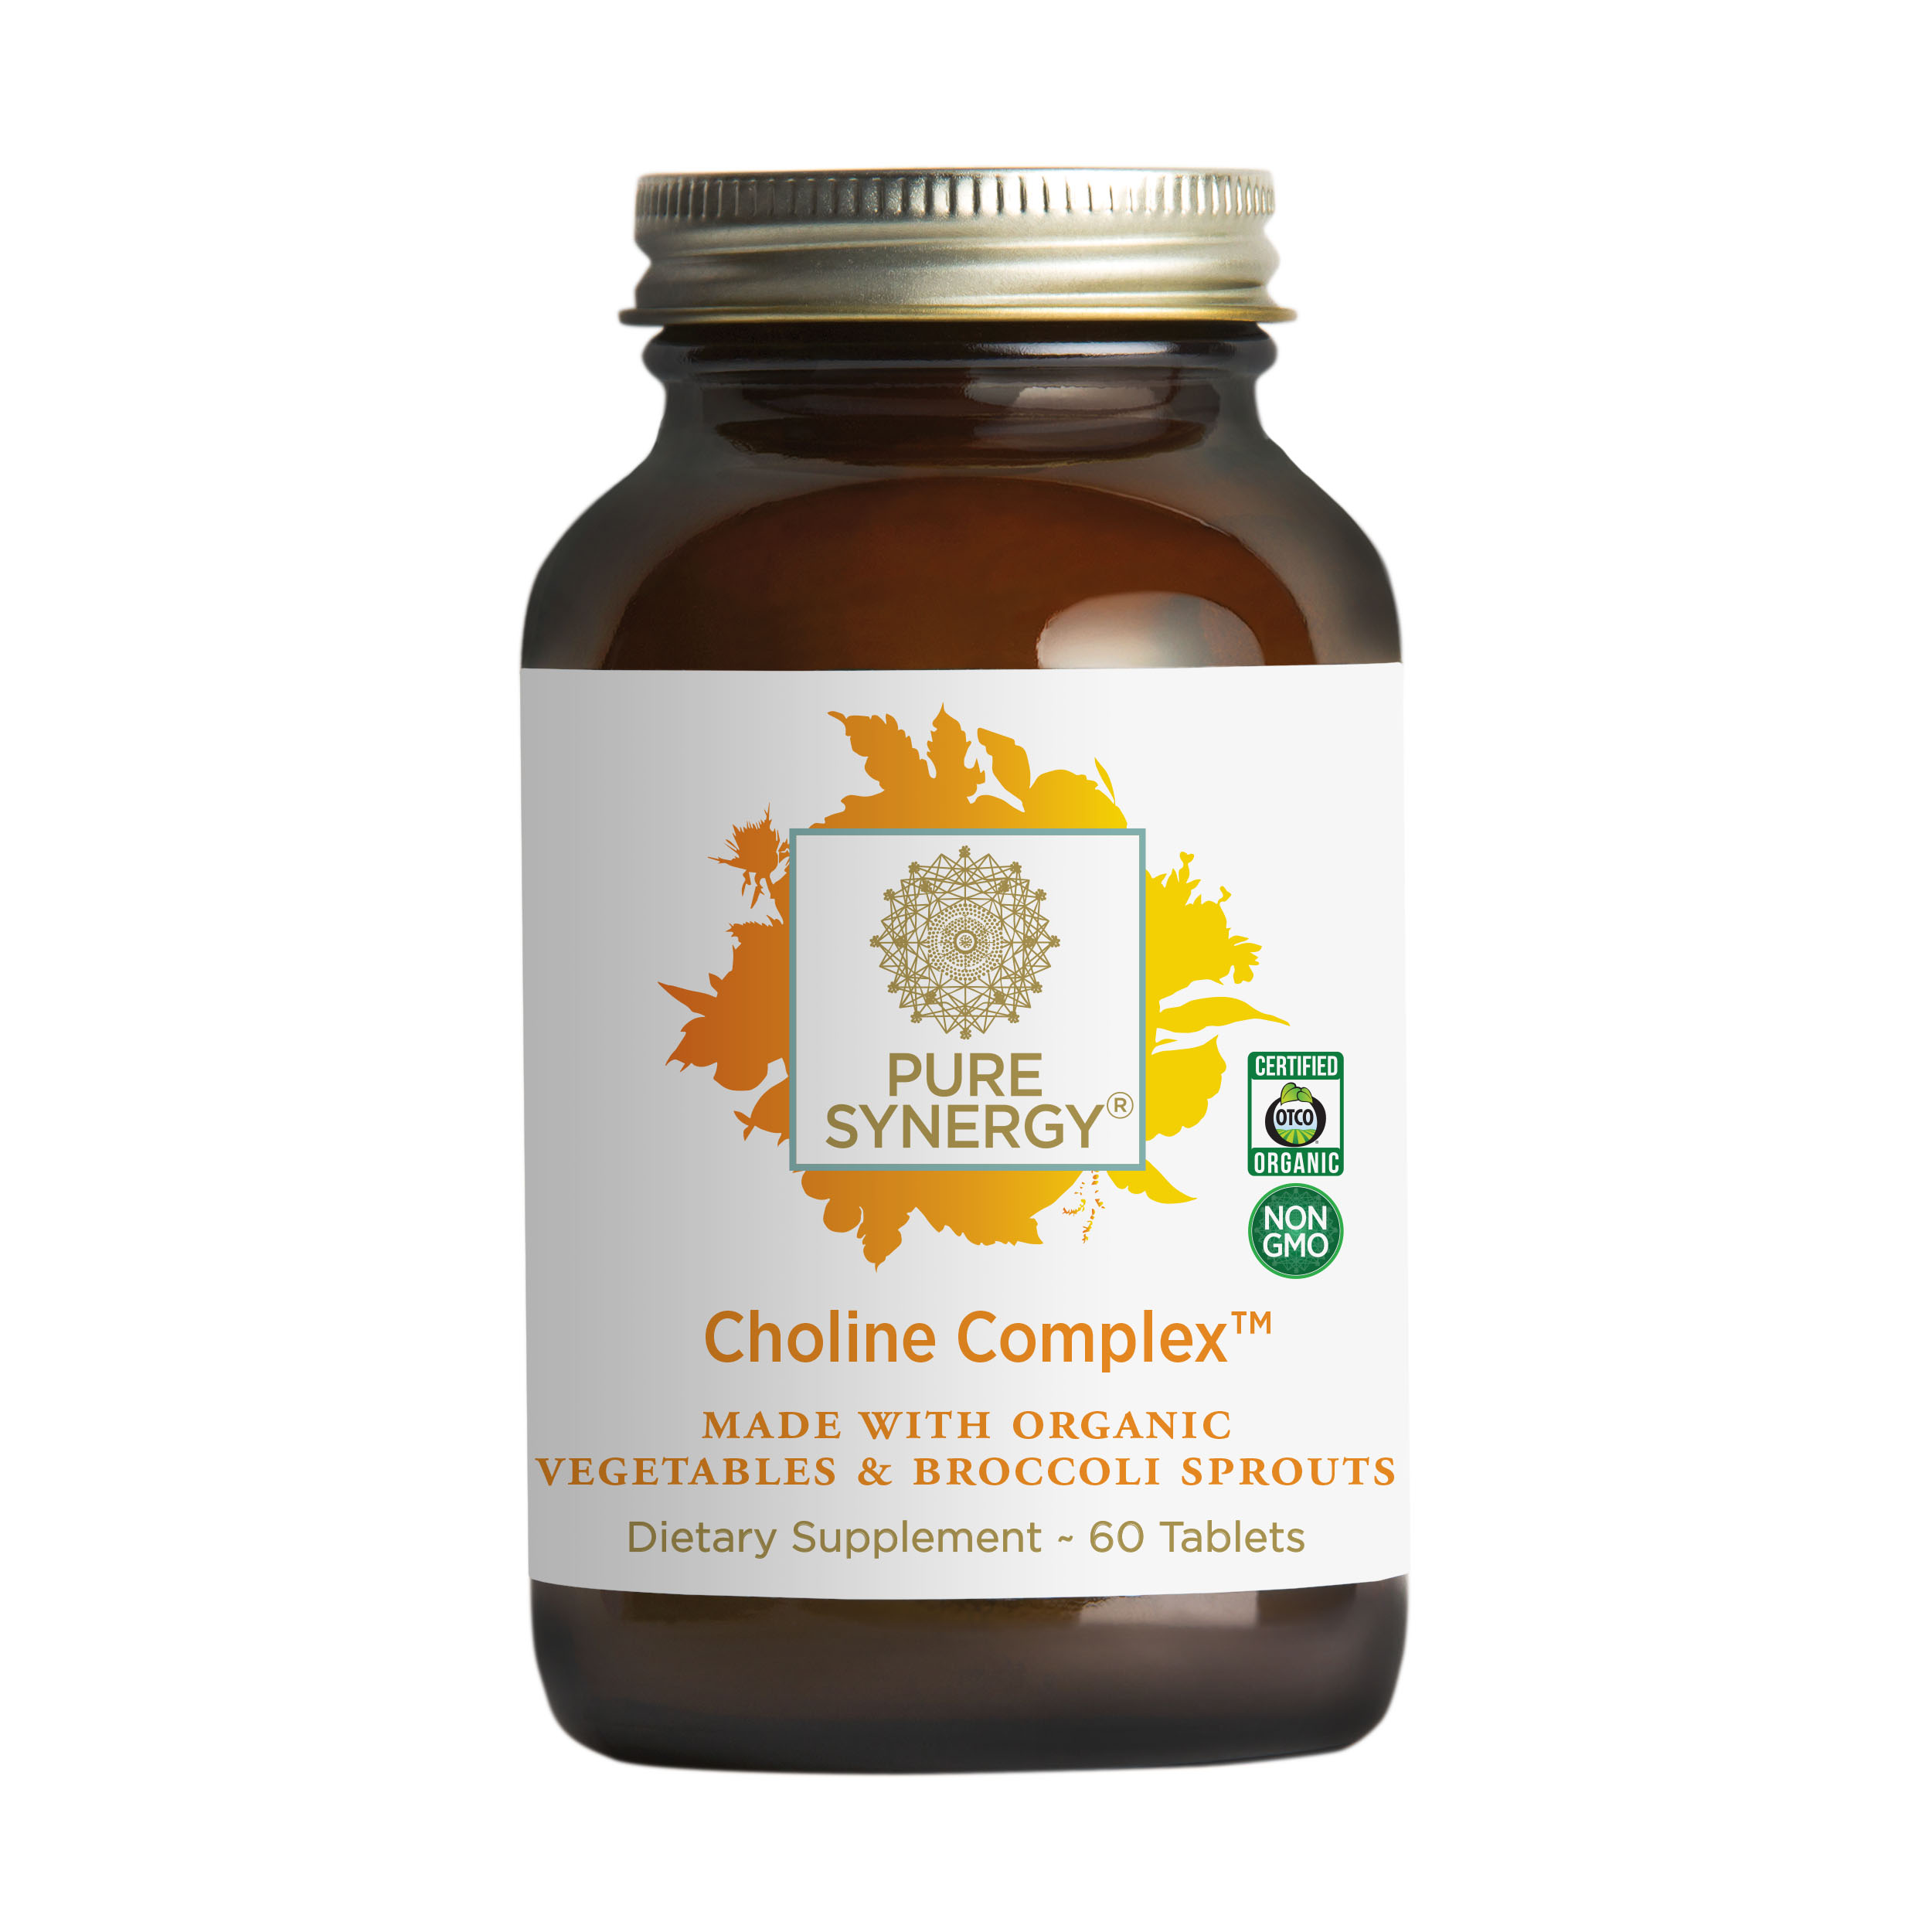 PURE
SYNERGY®
CERTIFIED
OTCO
ORGANIC
NON
GMO
Choline Complex™
MADE WITH ORGANIC
VEGETABLES & BROCCOLI SPROUTS
Dietary Supplement ~ 60 Tablets